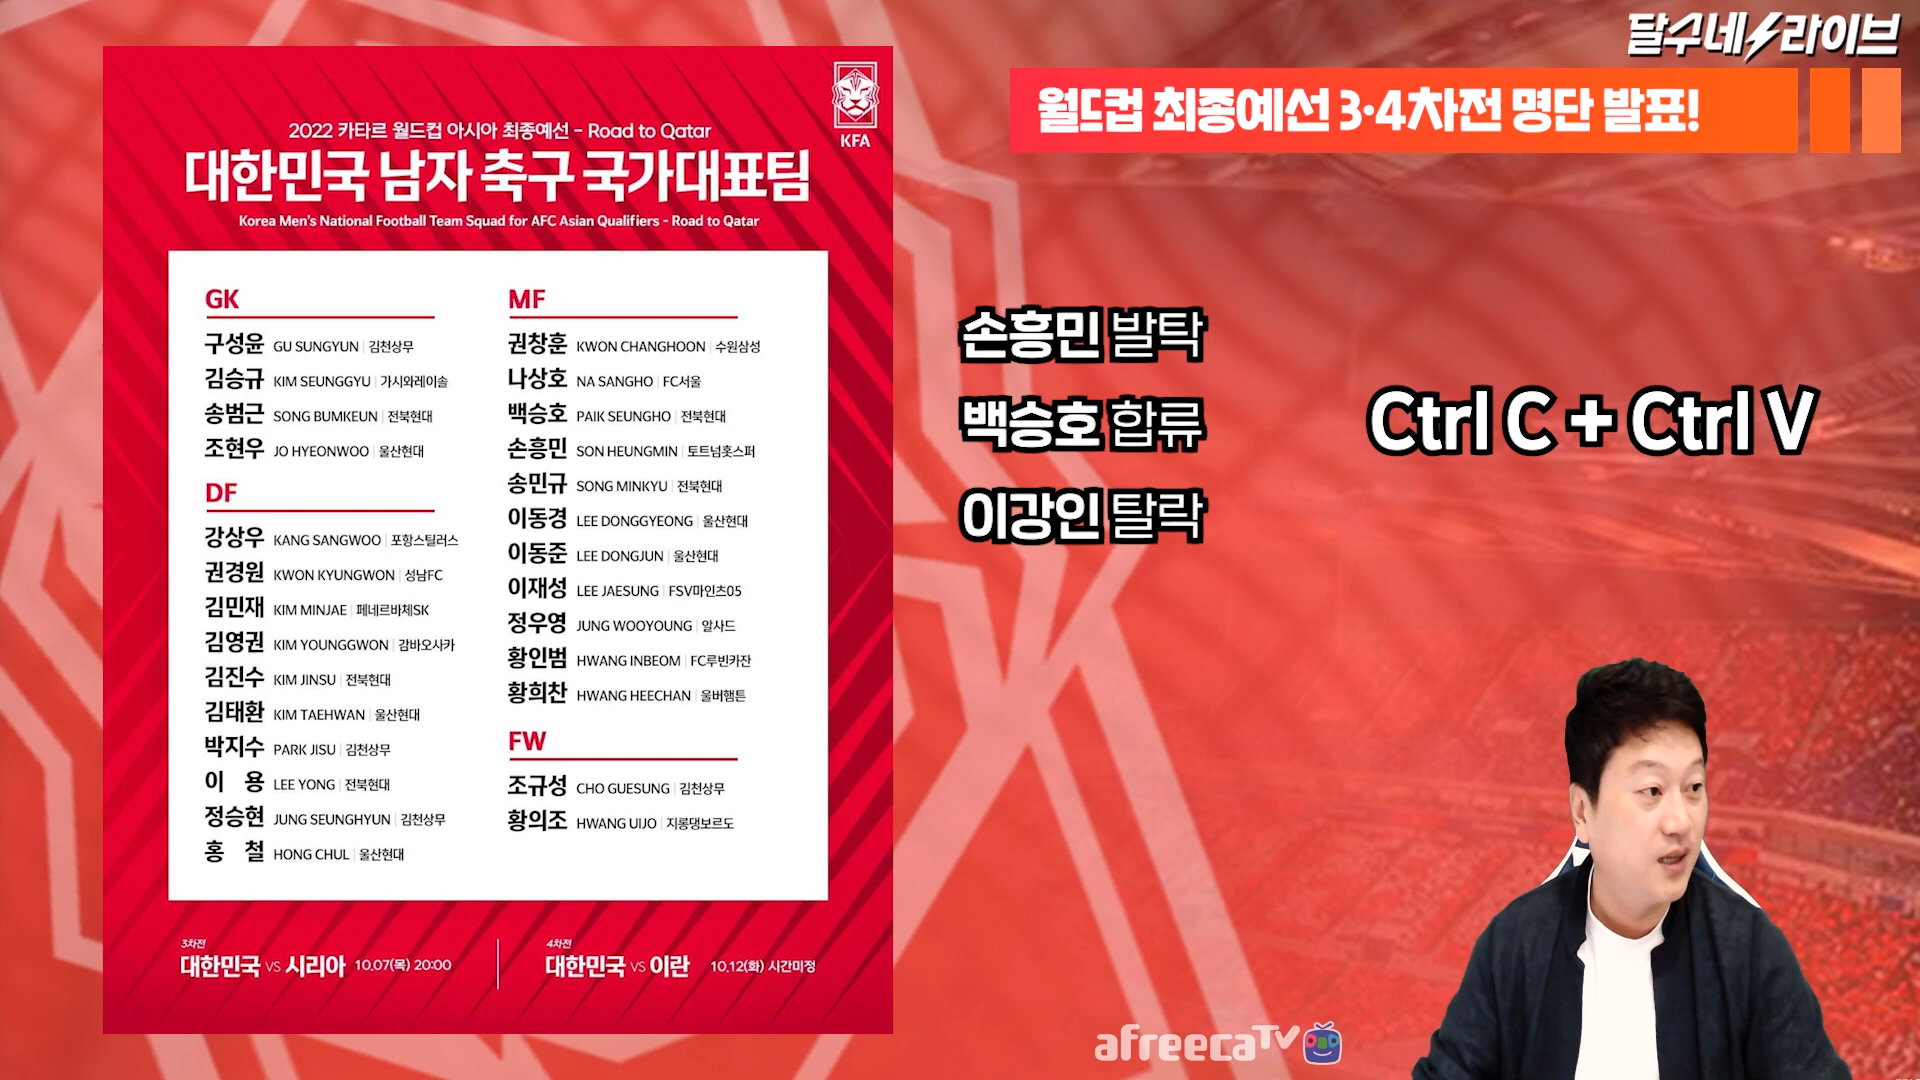 달수네라이브
월드컵 최종예선 3·4차전 명단 발표!
KFA
2022 카타르 월드컵 아시아 최종예선 - Road to Qatar
대한민국 남자 축구 국가대표팀
Korea Men's National Football Team Squad for AFC Asian Qualifiers - Road to Qatar
GK
구성윤 GU SUNGYUN | 김천상무
김승규 KIM SEUNGGYU | 가시와레이솔
송범근 SONG BUMKEUN | 전북현대
조현우 JO HYEONWOO | 울산현대
DF
강상우 KANG SANGWOO | 포항스틸러스
권경원 KWON KYUNGWON | 성남FC
김민재 KIM MINJAE | 페네르바체SK
김영권 KIM YOUNGGWON | 감바오사카
김진수 KIM JINSU | 전북현대
김태환 KIM TAEHWAN | 울산현대
박지수 PARK JISU | 김천상무
이 용 LEE YONG | 전북현대
정승현 JUNG SEUNGHYUN | 김천상무
홍 철 HONG CHUL | 울산현대
MF
권창훈 KWON CHANGHOON | 수원삼성
나상호 NA SANGHO | FC서울
백승호 PAIK SEUNGHO | 전북현대
손흥민 SON HEUNGMIN | 토트넘홋스퍼
송민규 SONG MINKYU | 전북현대
이동경 LEE DONGGYEONG | 울산현대
이동준 LEE DONGJUN | 울산현대
이재성 LEE JAESUNG | FSV마인츠05
정우영 JUNG WOOYOUNG | 알사드
황인범 HWANG INBEOM | FC루빈카잔
황희찬 HWANG HEECHAN | 울버햄튼
FW
조규성 CHO GUESUNG | 김천상무
황의조 HWANG UIJO | 지롱댕보르도
3차전
대한민국 VS 시리아 10.07(목) 20:00
4차전
대한민국 VS 이란 10.12(화) 시간미정
손흥민 발탁
백승호 합류
이강인 탈락
Ctrl C + Ctrl V
afreecaTV